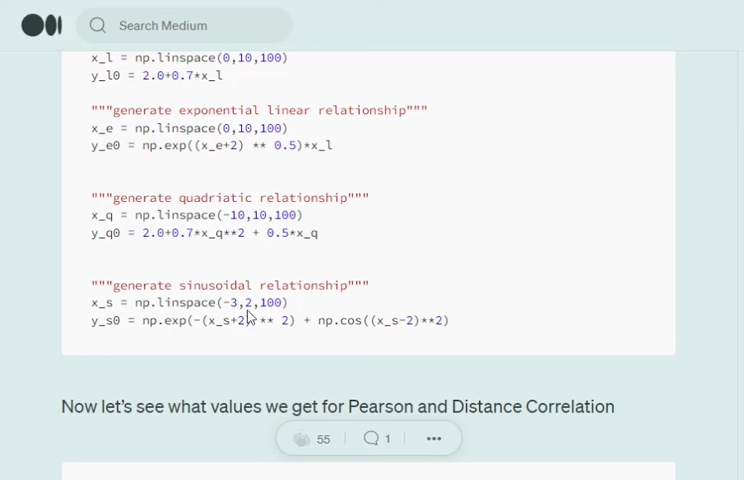 Search Medium
x_l = np.linspace(0,10,100)
y_l0 = 2.0+0.7*x_l
"""generate exponential linear relationship"""
x_e = np.linspace(0,10,100)
y_e0 = np.exp((x_e+2) ** 0.5)*x_l
"""generate quadriatic relationship"""
x_q = np.linspace(-10,10,100)
y_q0 = 2.0+0.7*x_q**2 + 0.5*x_q
"""generate sinusoidal relationship"""
x_s = np.linspace(-3,2,100)
y_s0 = np.exp(-(x_s+2) ** 2) + np.cos((x_s-2)**2)
Now let's see what values we get for Pearson and Distance Correlation
55
1